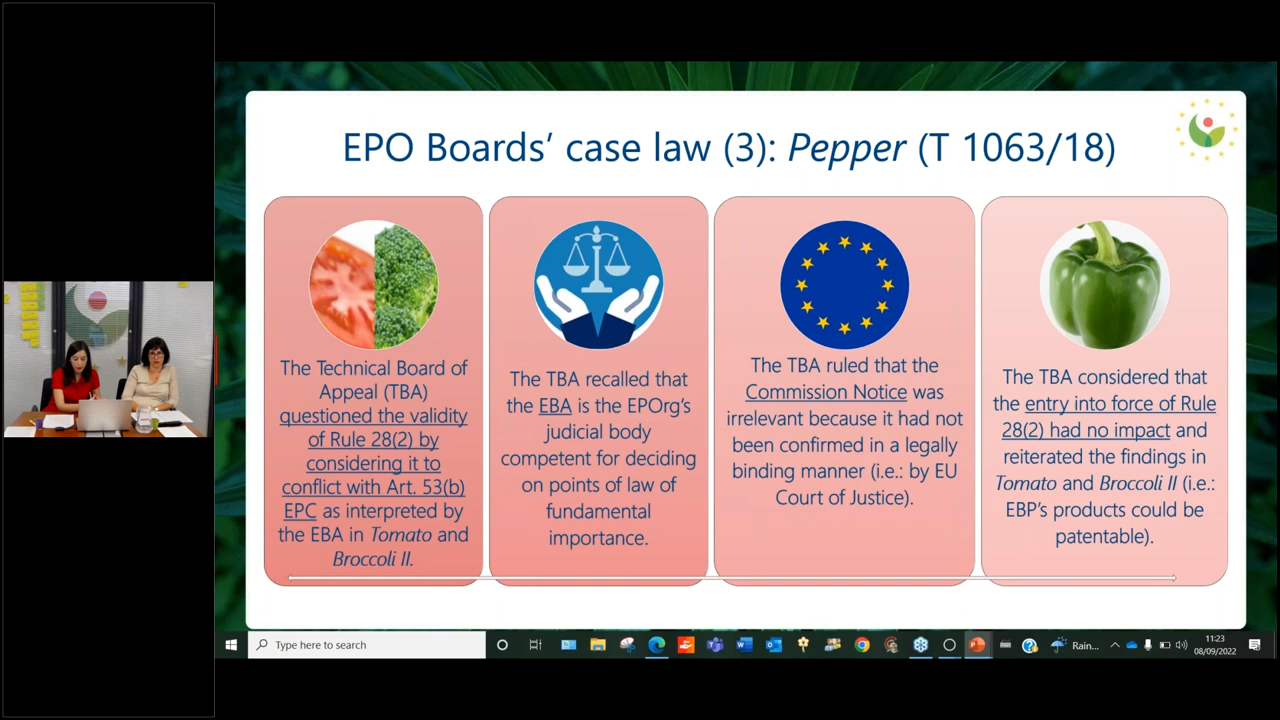 EPO Boards' case law (3): Pepper (T 1063/18)
The Technical Board of
Appeal (TBA)
questioned the validity
of Rule 28(2) by
considering it to
conflict with Art. 53(b)
EPC as interpreted by
the EBA in Tomato and
Broccoli II.
The TBA recalled that
the EBA is the EPOrg's
judicial body
competent for deciding
on points of law of
fundamental
importance.
The TBA ruled that the
Commission Notice was
irrelevant because it had not
been confirmed in a legally
binding manner (i.e.: by EU
Court of Justice).
The TBA considered that
the entry into force of Rule
28(2) had no impact and
reiterated the findings in
Tomato and Broccoli II (i.e.:
EBP's products could be
patentable).
Type here to search
Rain...
11:23
08/09/2022